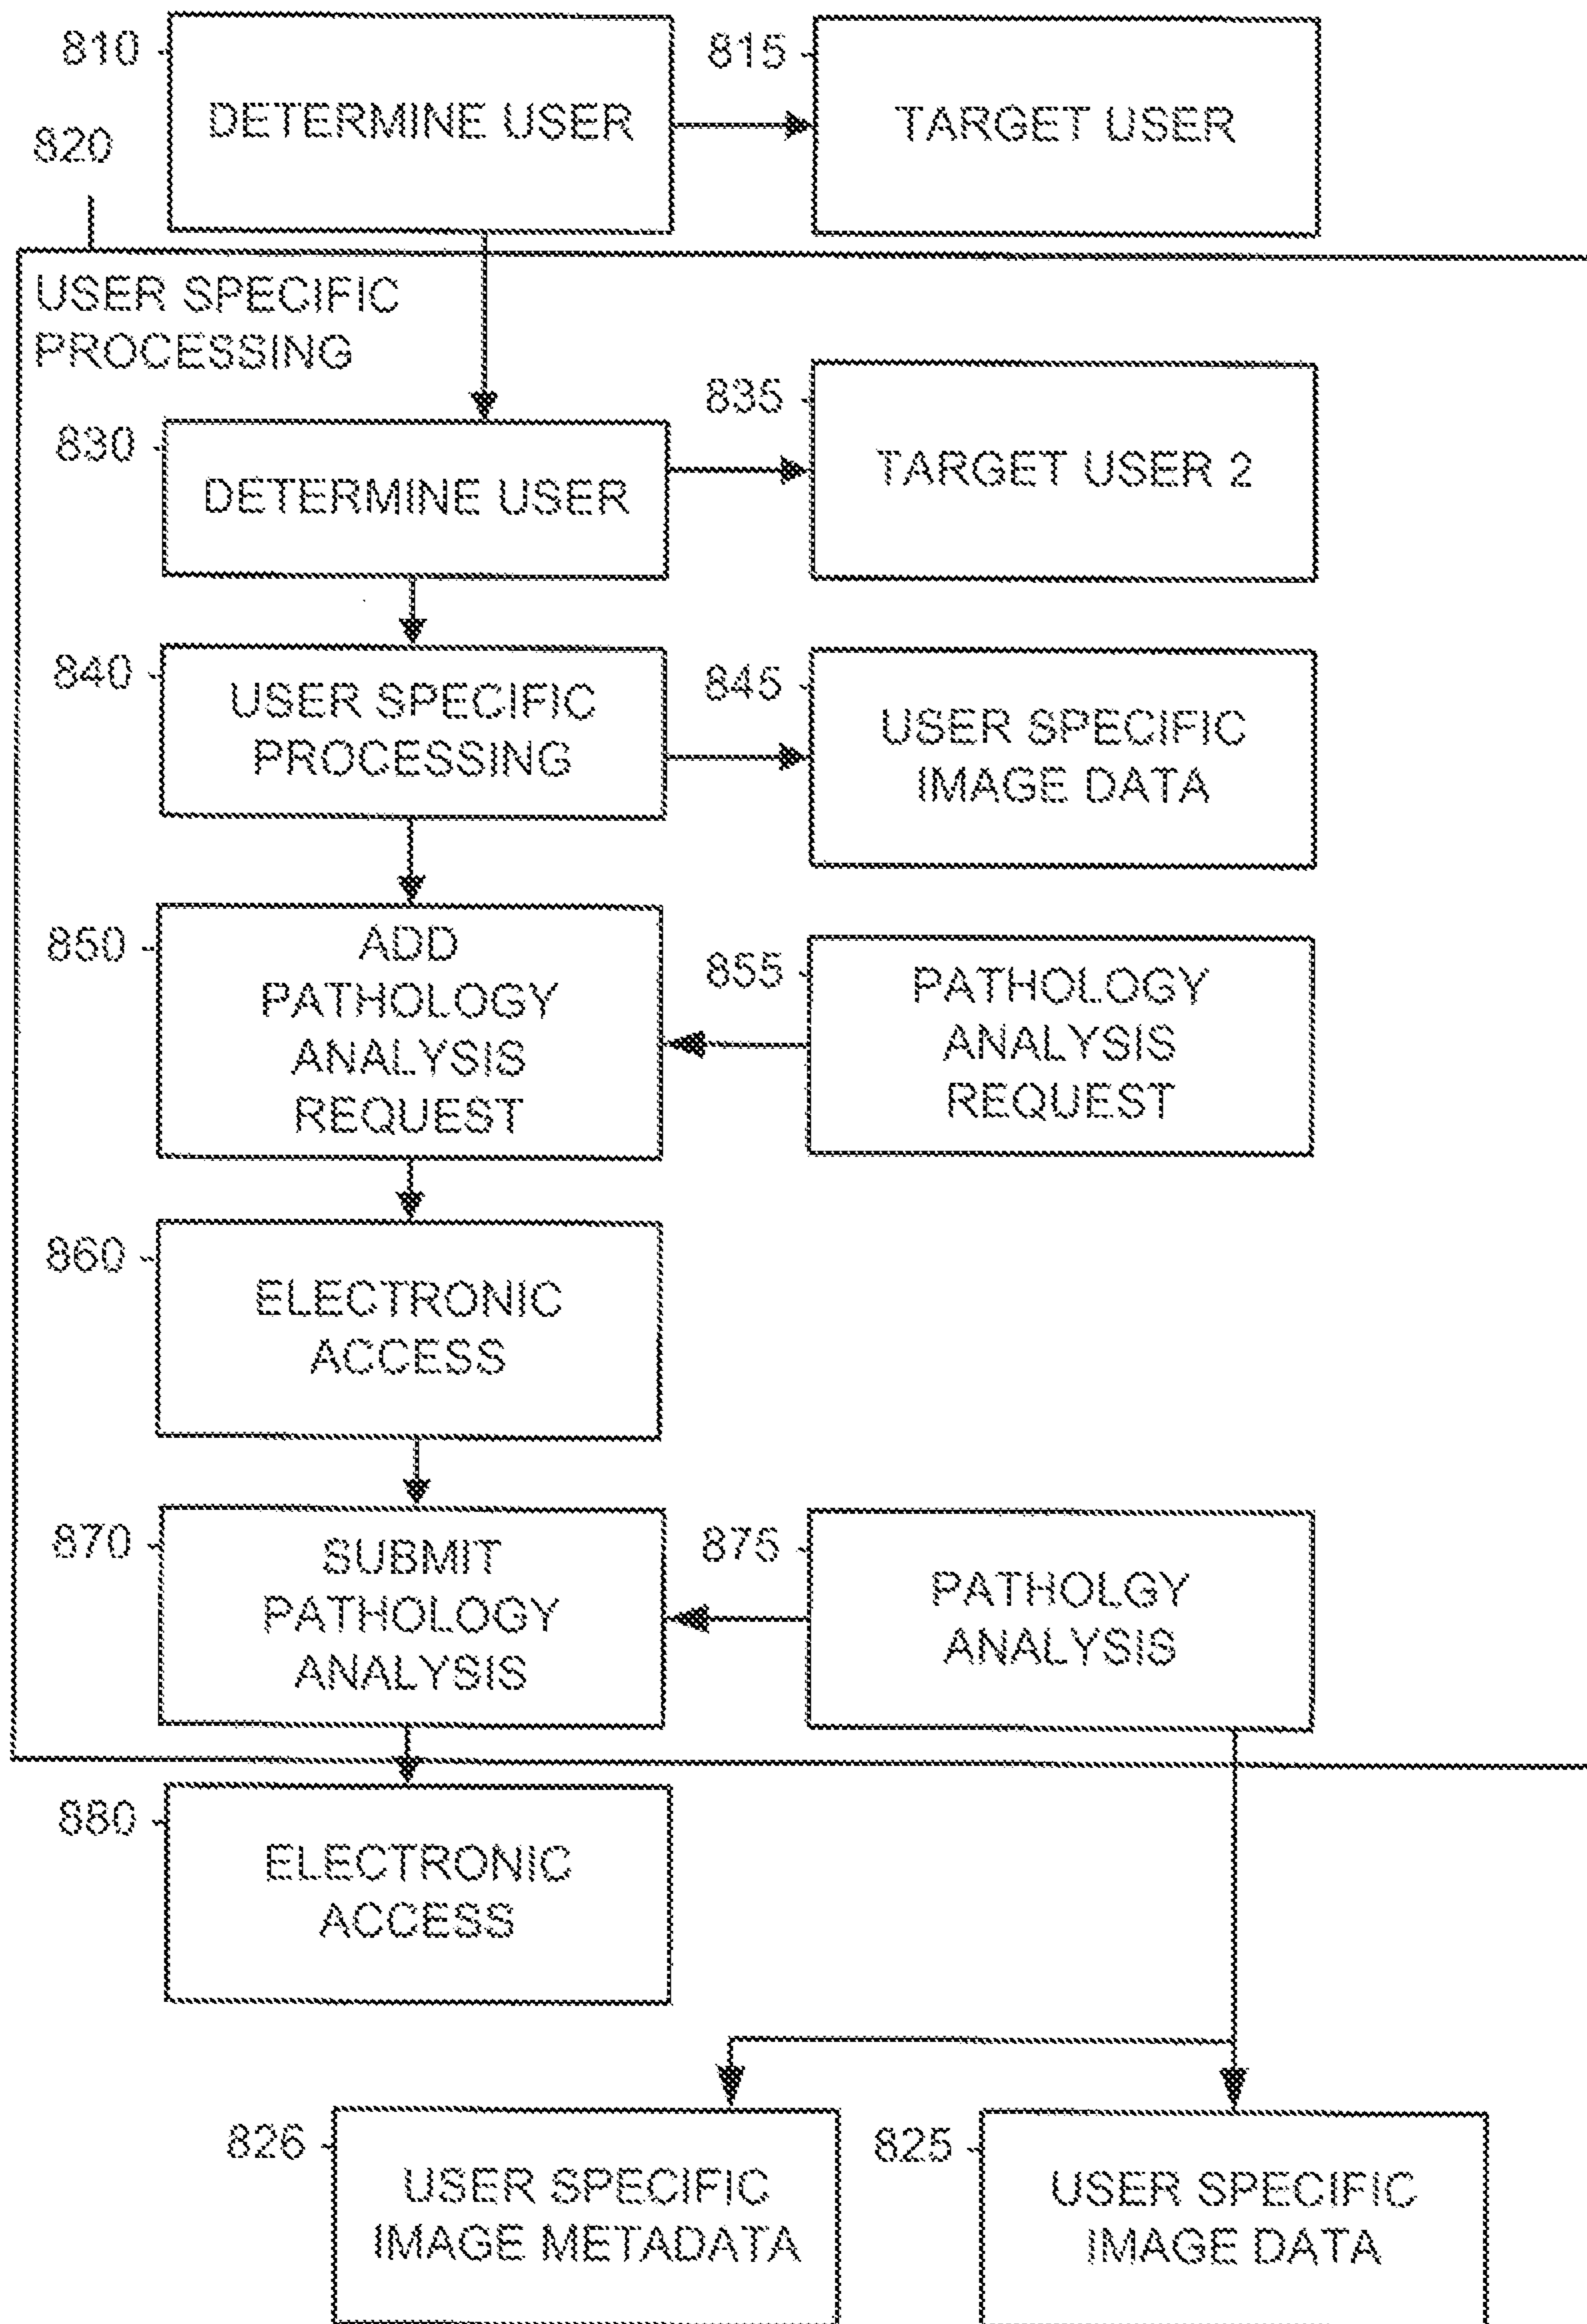 810
DETERMINE USER
815
TARGET USER
820
USER SPECIFIC
PROCESSING
830
DETERMINE USER
835
TARGET USER 2
840
USER SPECIFIC
PROCESSING
845
USER SPECIFIC
IMAGE DATA
850
ADD
PATHOLOGY
ANALYSIS
REQUEST
855
PATHOLOGY
ANALYSIS
REQUEST
860
ELECTRONIC
ACCESS
870
SUBMIT
PATHOLOGY
ANALYSIS
875
PATHOLGY
ANALYSIS
880
ELECTRONIC
ACCESS
826
USER SPECIFIC
IMAGE METADATA
825
USER SPECIFIC
IMAGE DATA